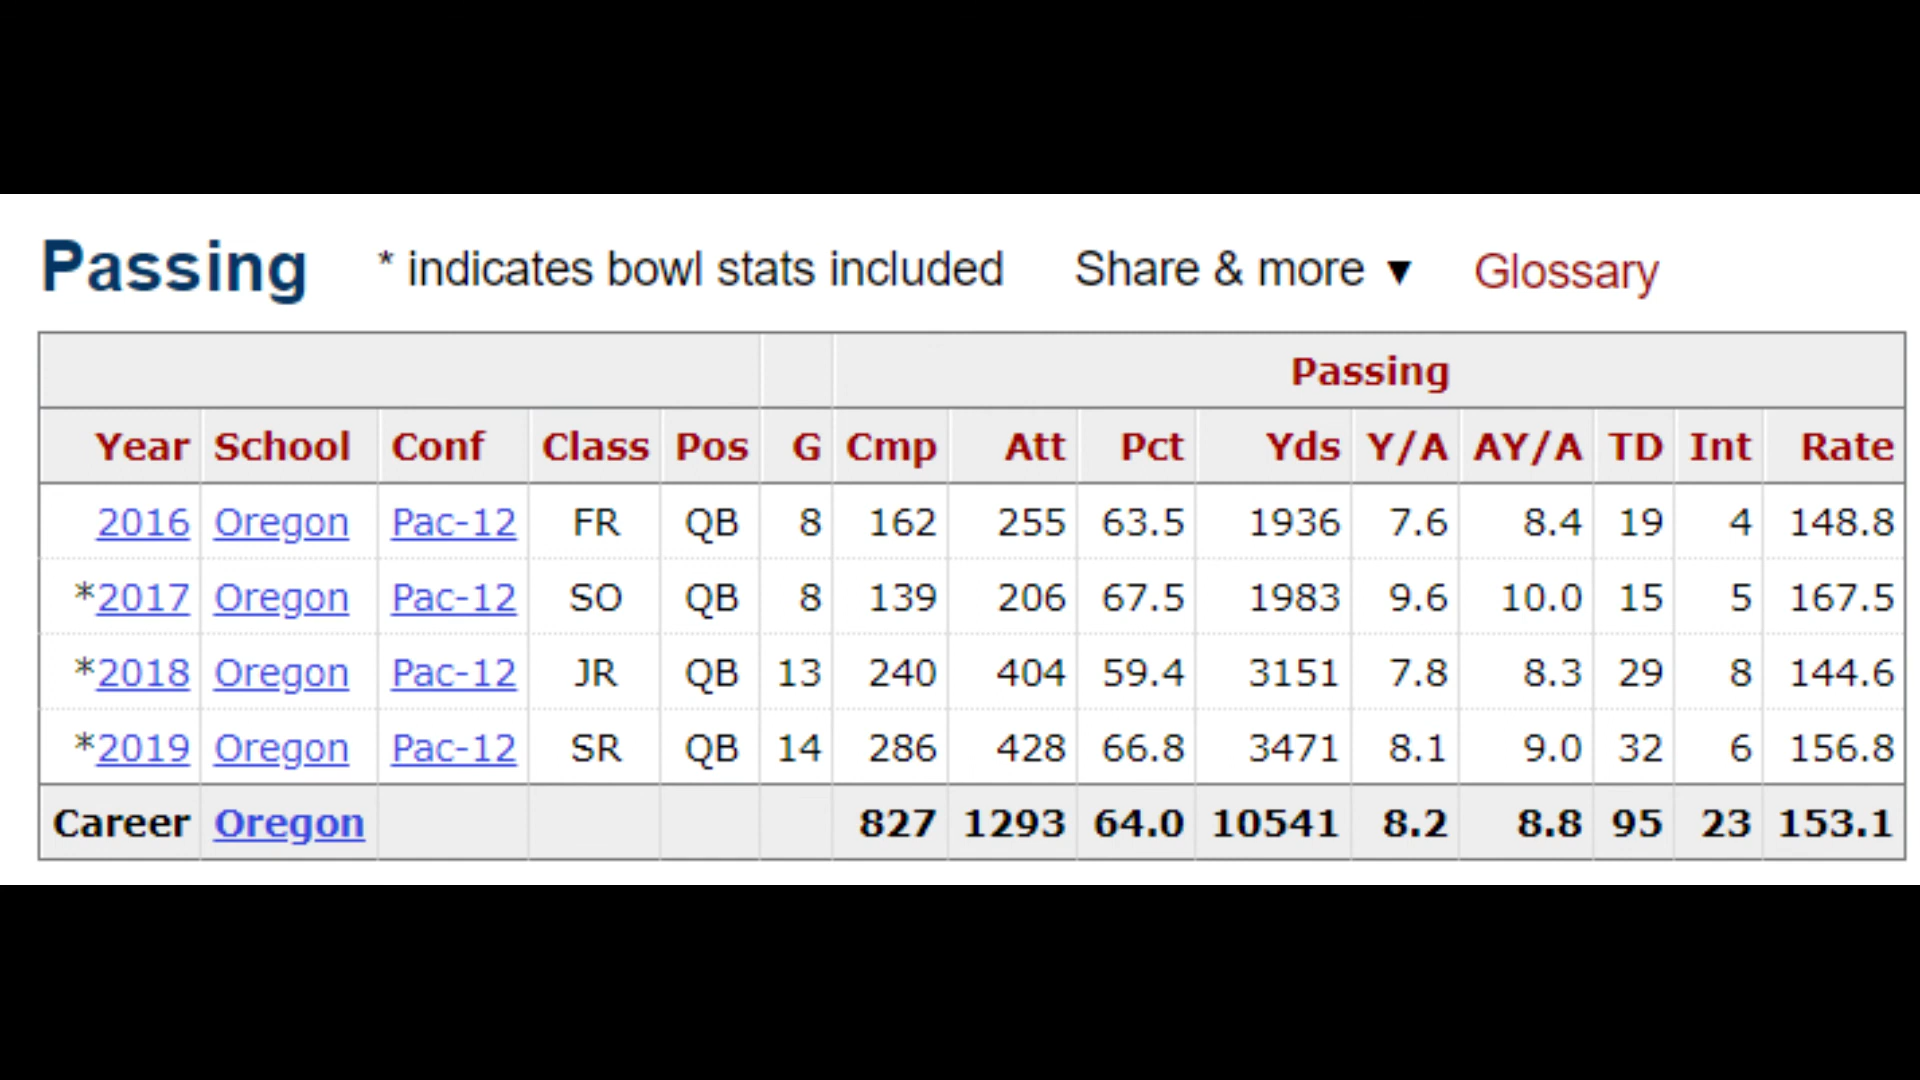 Passing * indicates bowl stats included Share & more ▼ Glossary
Passing
Year School Conf Class Pos G Cmp Att Pct Yds Y/A AY/A TD Int Rate
2016 Oregon Pac-12 FR QB 8 162 255 63.5 1936 7.6 8.4 19 4 148.8
*2017 Oregon Pac-12 SO QB 8 139 206 67.5 1983 9.6 10.0 15 5 167.5
*2018 Oregon Pac-12 JR QB 13 240 404 59.4 3151 7.8 8.3 29 8 144.6
*2019 Oregon Pac-12 SR QB 14 286 428 66.8 3471 8.1 9.0 32 6 156.8
Career Oregon 827 1293 64.0 10541 8.2 8.8 95 23 153.1